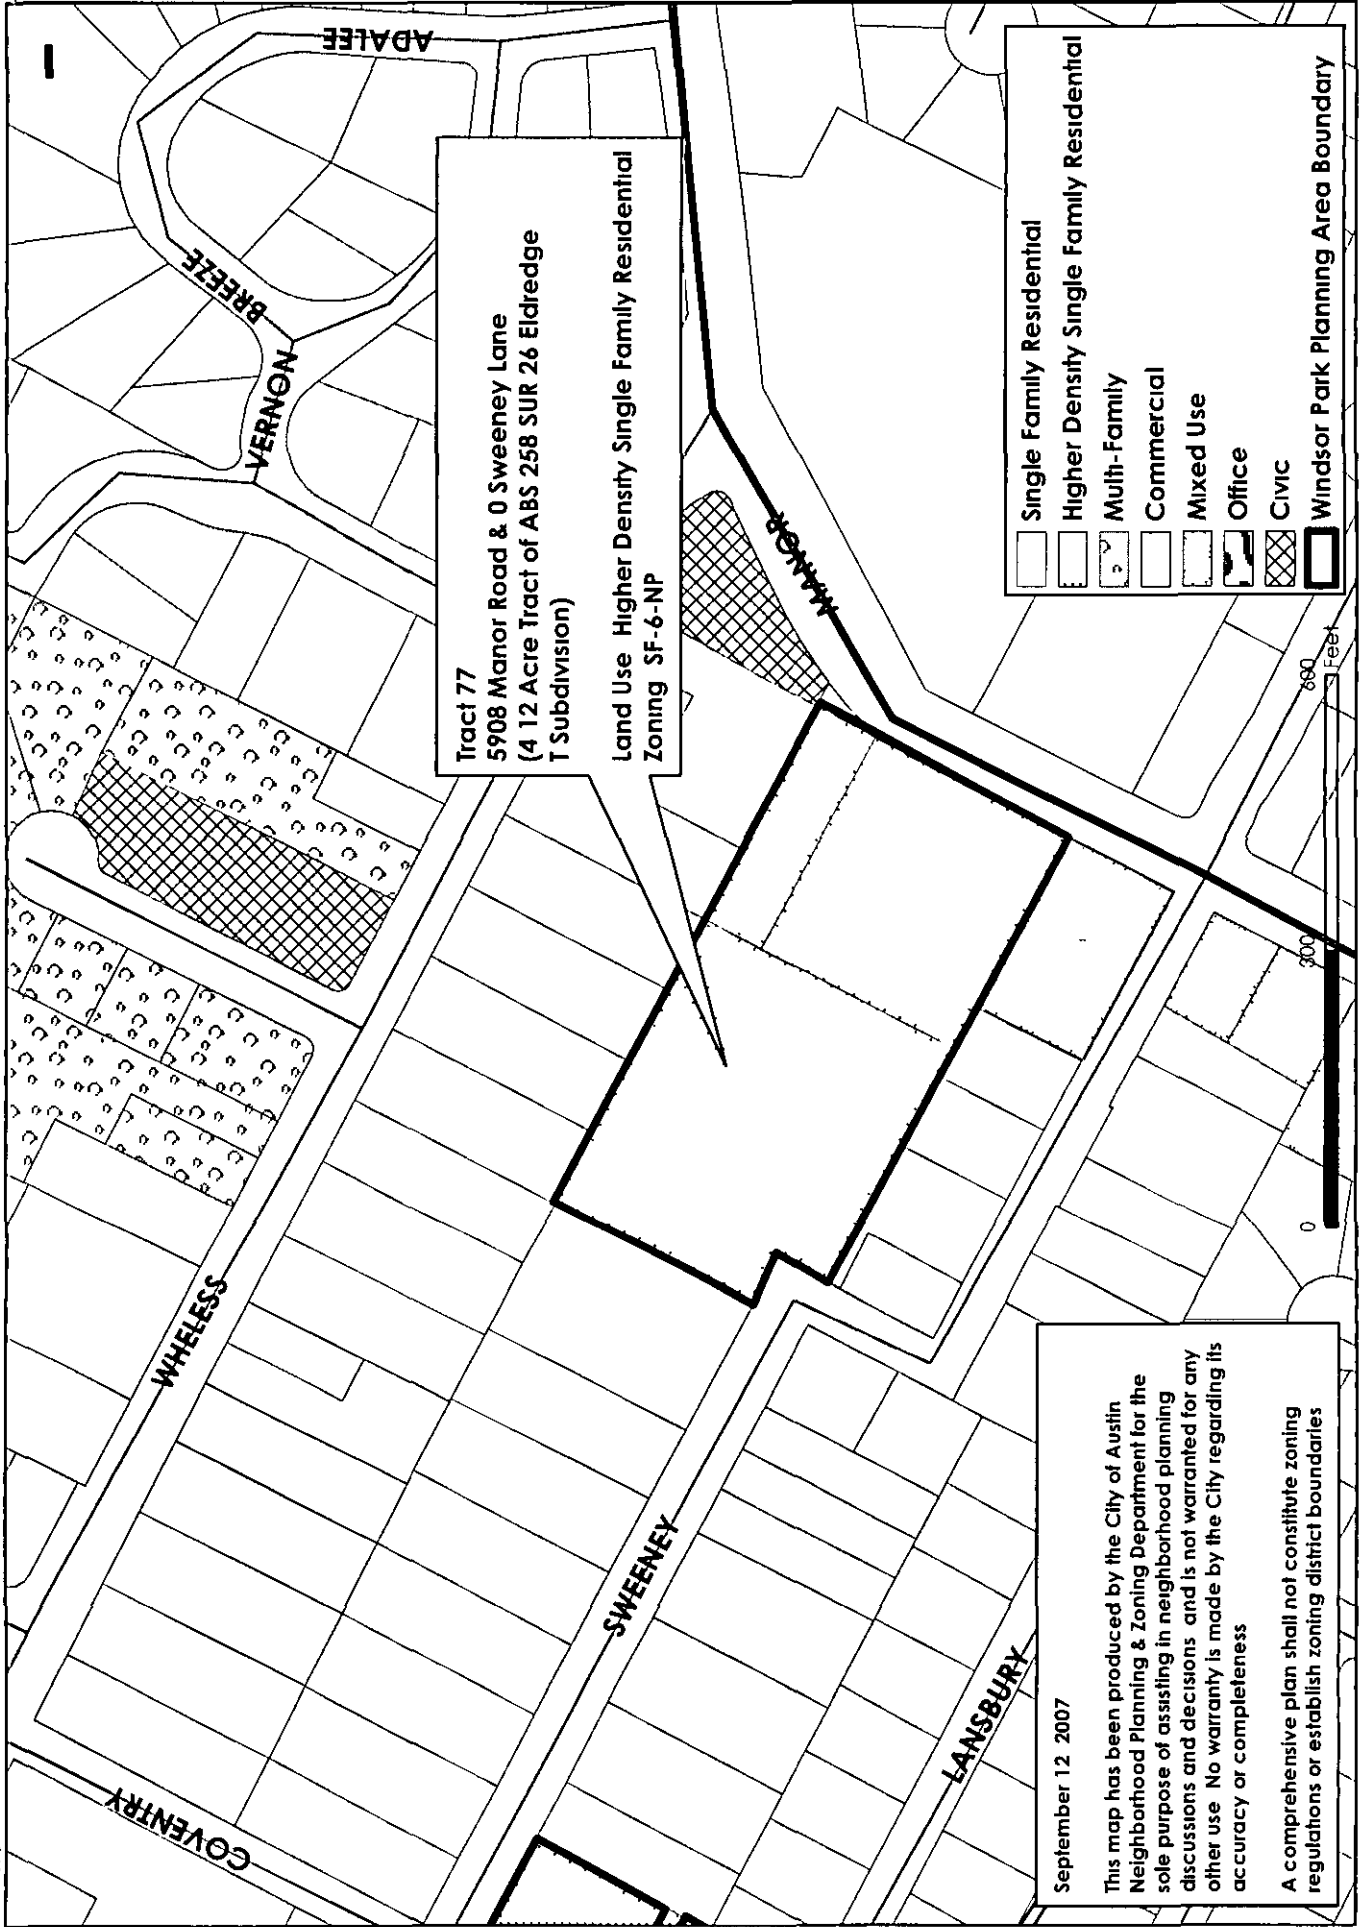 ADALEE
BREEZE
VERNON
MANOR
WHELESS
SWEENEY
LANSBURY
COVENTRY
Tract 77
5908 Manor Road & 0 Sweeney Lane
(4 12 Acre Tract of ABS 258 SUR 26 Eldredge
T Subdivision)
Land Use Higher Density Single Family Residential
Zoning SF-6-NP
September 12 2007
This map has been produced by the City of Austin
Neighborhood Planning & Zoning Department for the
sole purpose of assisting in neighborhood planning
discussions and decisions and is not warranted for any
other use No warranty is made by the City regarding its
accuracy or completeness
A comprehensive plan shall not constitute zoning
regulations or establish zoning district boundaries
0 300 600
Feet
Single Family Residential
Higher Density Single Family Residential
Multi-Family
Commercial
Mixed Use
Office
Civic
Windsor Park Planning Area Boundary